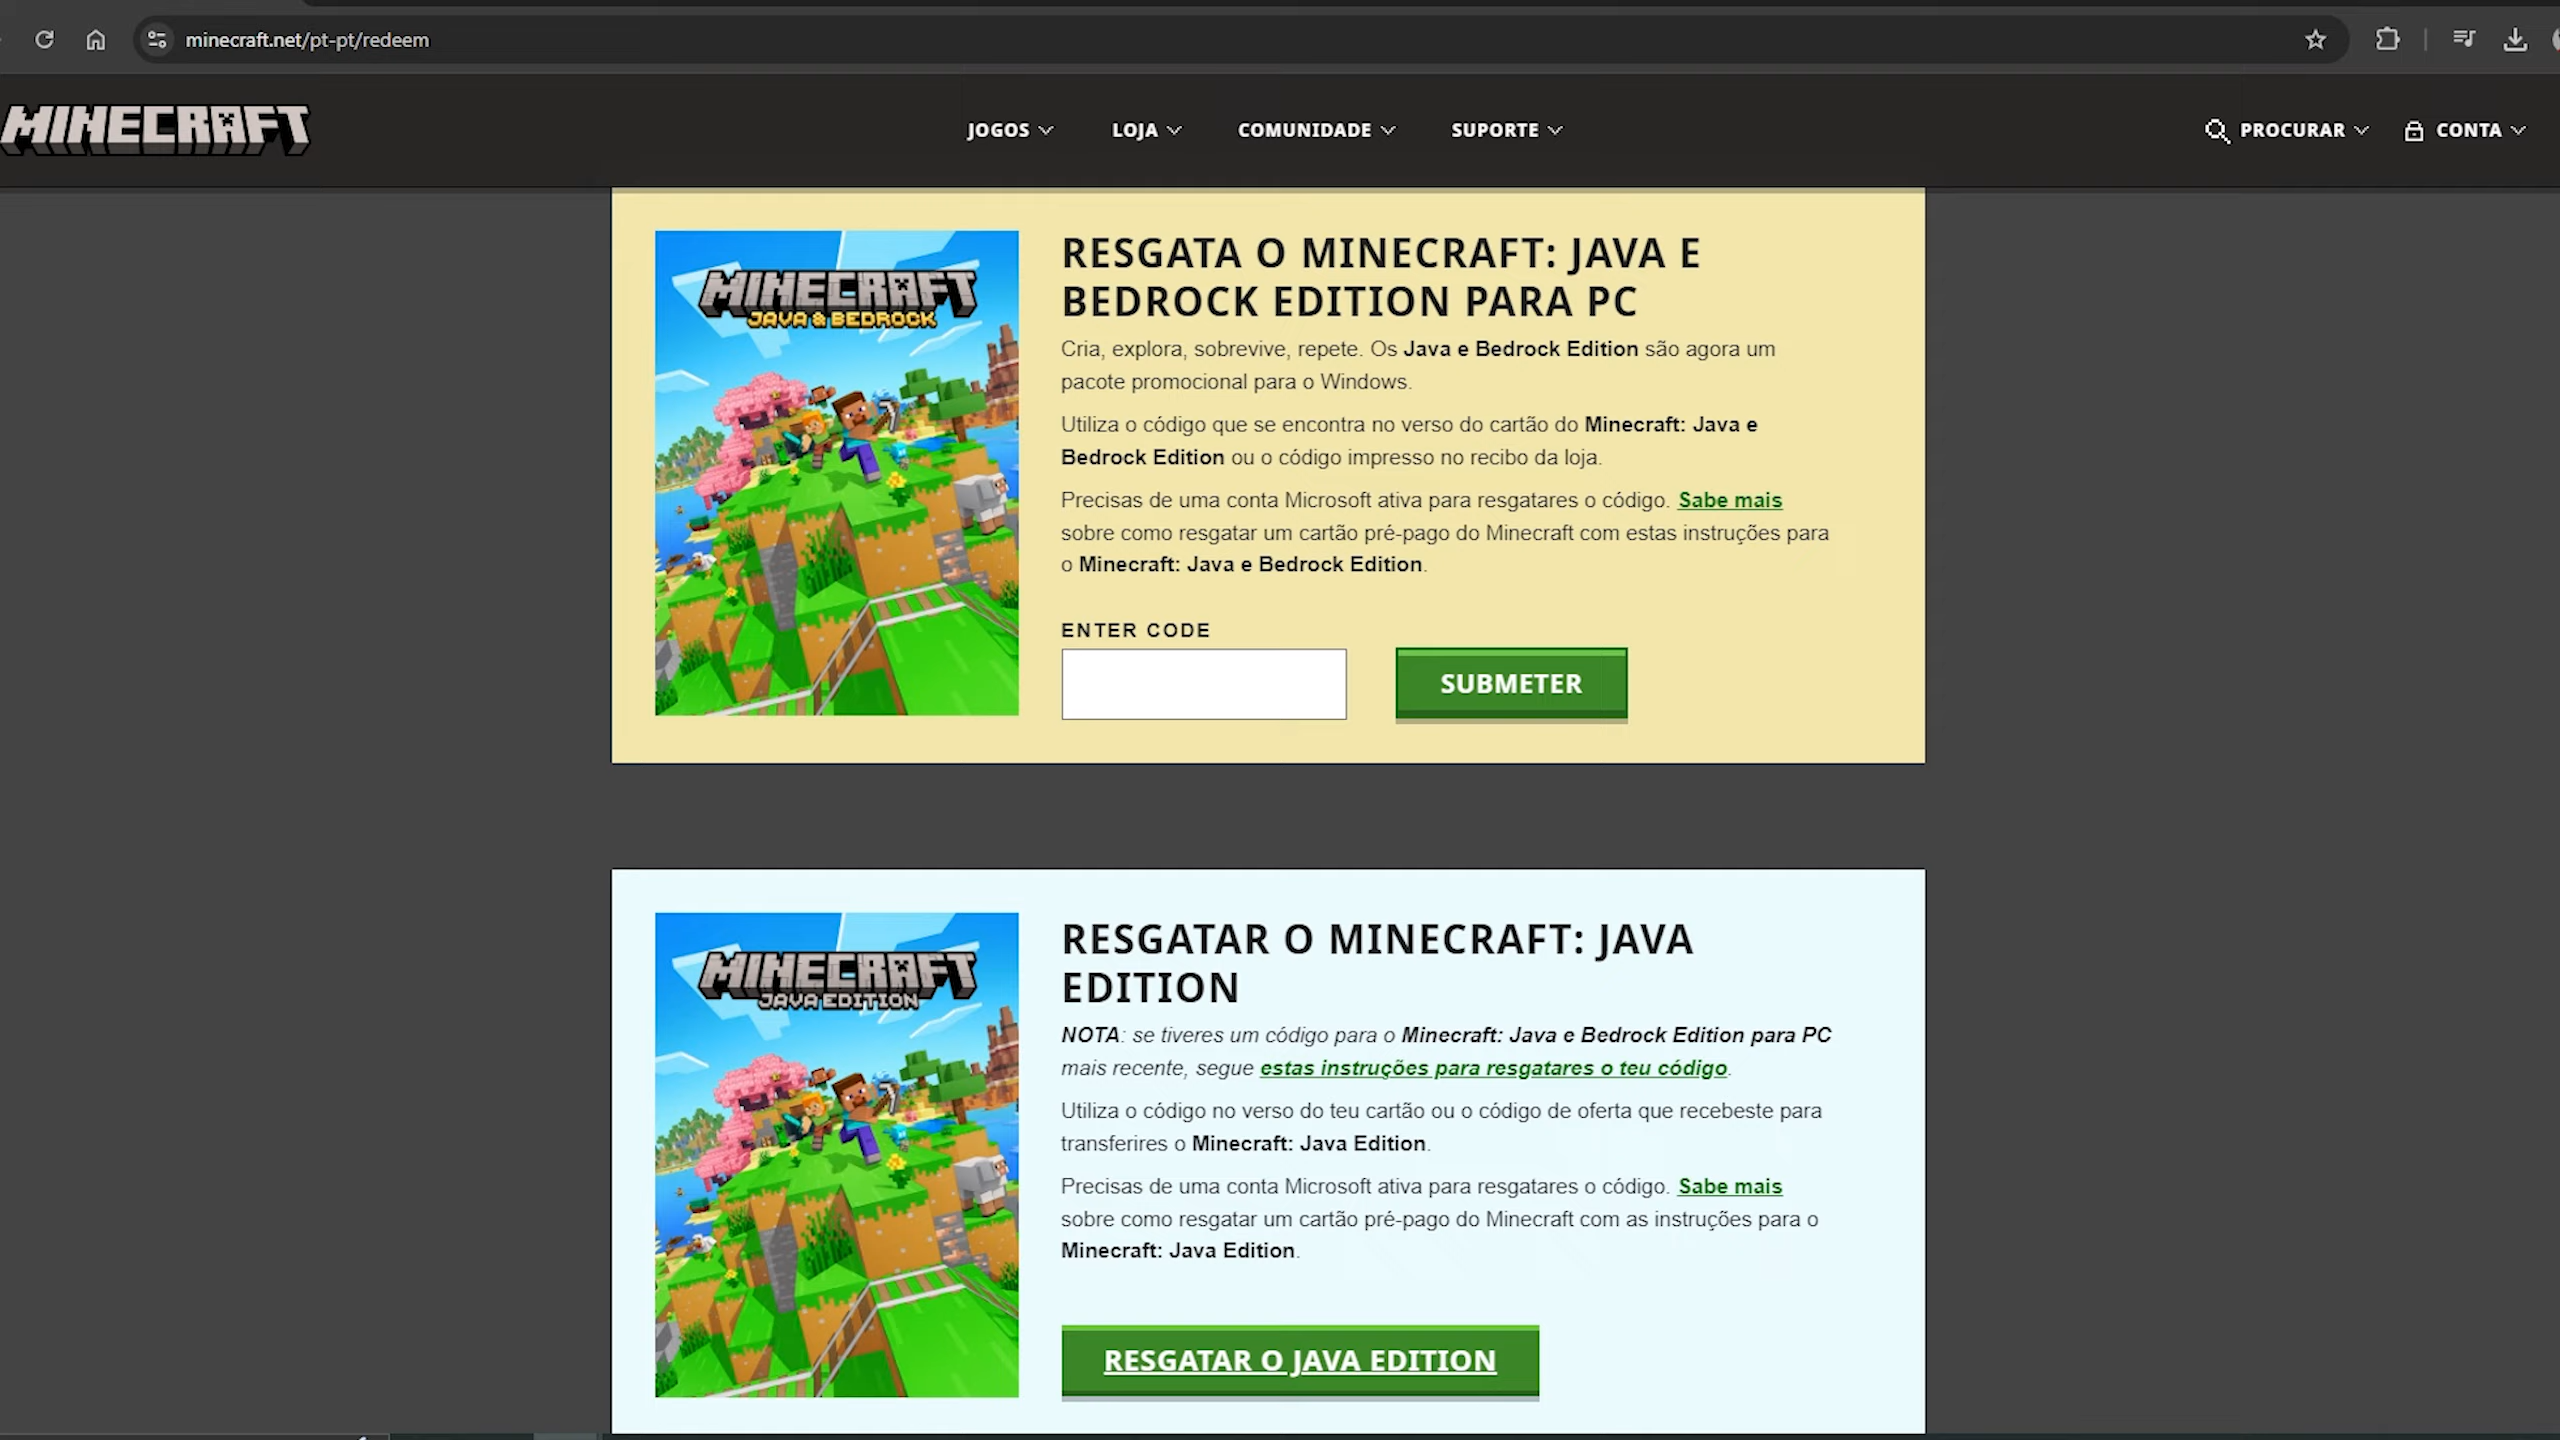 minecraft.net/pt-pt/redeem
MINECRAFT
JOGOS
LOJA
COMUNIDADE
SUPORTE
PROCURAR
CONTA
MINECRAFT
JAVA & BEDROCK
RESGATA O MINECRAFT: JAVA E
BEDROCK EDITION PARA PC
Cria, explora, sobrevive, repete. Os Java e Bedrock Edition são agora um
pacote promocional para o Windows.
Utiliza o código que se encontra no verso do cartão do Minecraft: Java e
Bedrock Edition ou o código impresso no recibo da loja.
Precisas de uma conta Microsoft ativa para resgatares o código. Sabe mais
sobre como resgatar um cartão pré-pago do Minecraft com estas instruções para
o Minecraft: Java e Bedrock Edition.
ENTER CODE
SUBMETER
MINECRAFT
JAVA EDITION
RESGATAR O MINECRAFT: JAVA
EDITION
NOTA: se tiveres um código para o Minecraft: Java e Bedrock Edition para PC
mais recente, segue estas instruções para resgatares o teu código.
Utiliza o código no verso do teu cartão ou o código de oferta que recebeste para
transferires o Minecraft: Java Edition.
Precisas de uma conta Microsoft ativa para resgatares o código. Sabe mais
sobre como resgatar um cartão pré-pago do Minecraft com as instruções para o
Minecraft: Java Edition.
RESGATAR O JAVA EDITION